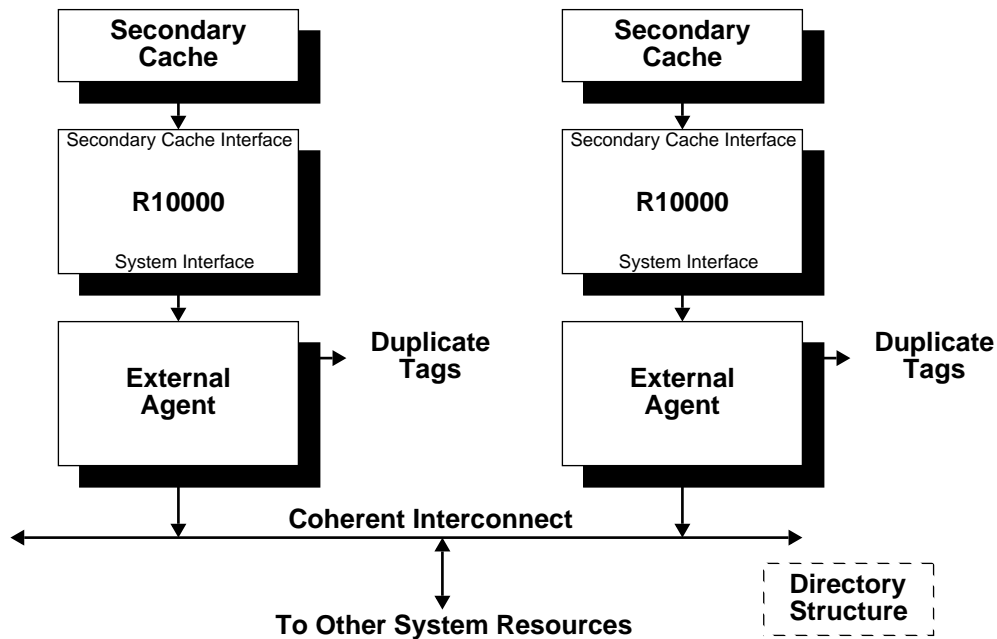 Secondary
Cache
Secondary Cache Interface
R10000
System Interface
External
Agent
Duplicate
Tags
Secondary
Cache
Secondary Cache Interface
R10000
System Interface
External
Agent
Duplicate
Tags
Coherent Interconnect
To Other System Resources
Directory
Structure